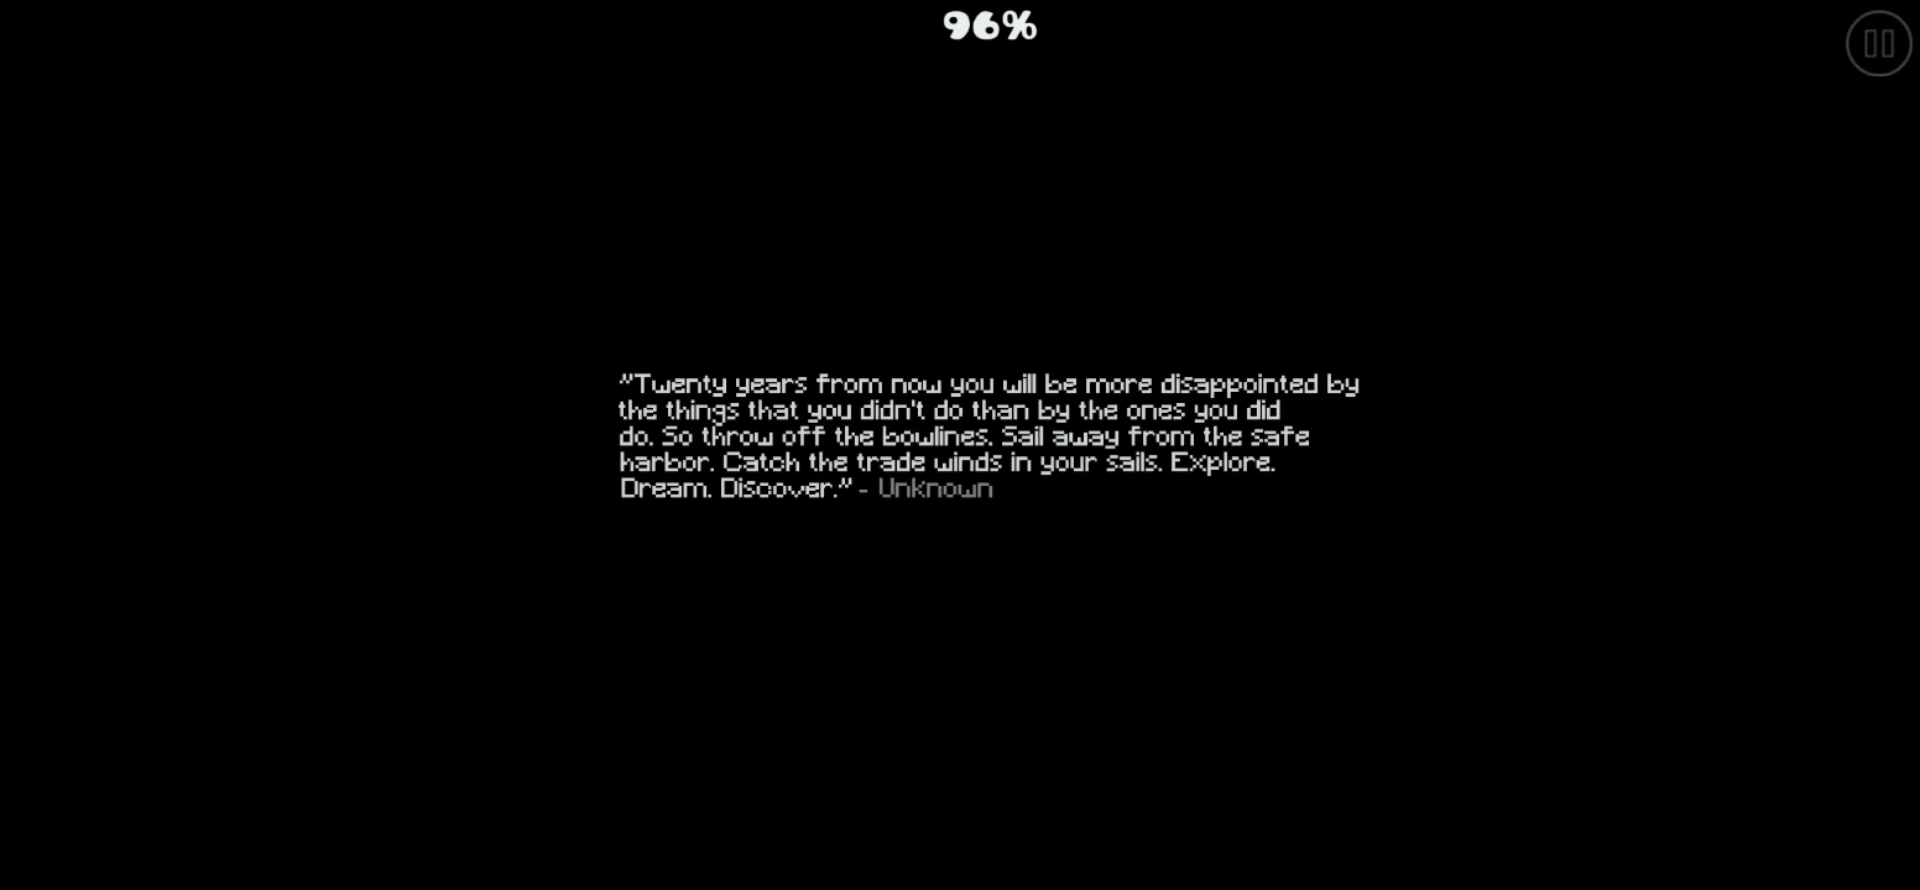 96%
"Twenty years from now you will be more disappointed by
the things that you didn't do than by the ones you did
do. So throw off the bowlines. Sail away from the safe
harbor. Catch the trade winds in your sails. Explore.
Dream. Discover." - Unknown